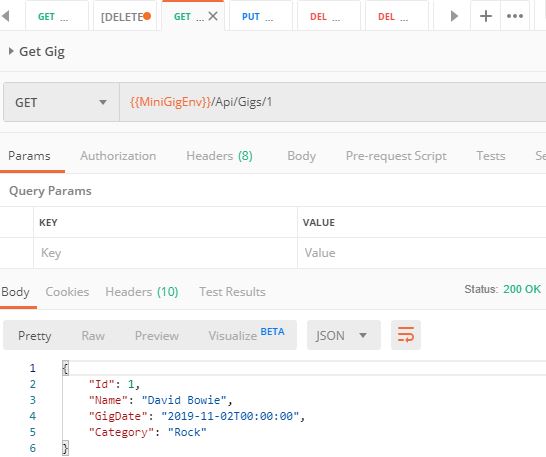 GET ... [DELETE GET ... PUT ... DEL ... DEL ...
Get Gig
GET {{MiniGigEnv}}/Api/Gigs/1
Params Authorization Headers (8) Body Pre-request Script Tests Se
Query Params
KEY VALUE
Key Value
Body Cookies Headers (10) Test Results Status: 200 OK
Pretty Raw Preview Visualize BETA JSON
1 {
2 "Id": 1,
3 "Name": "David Bowie",
4 "GigDate": "2019-11-02T00:00:00",
5 "Category": "Rock"
6 }